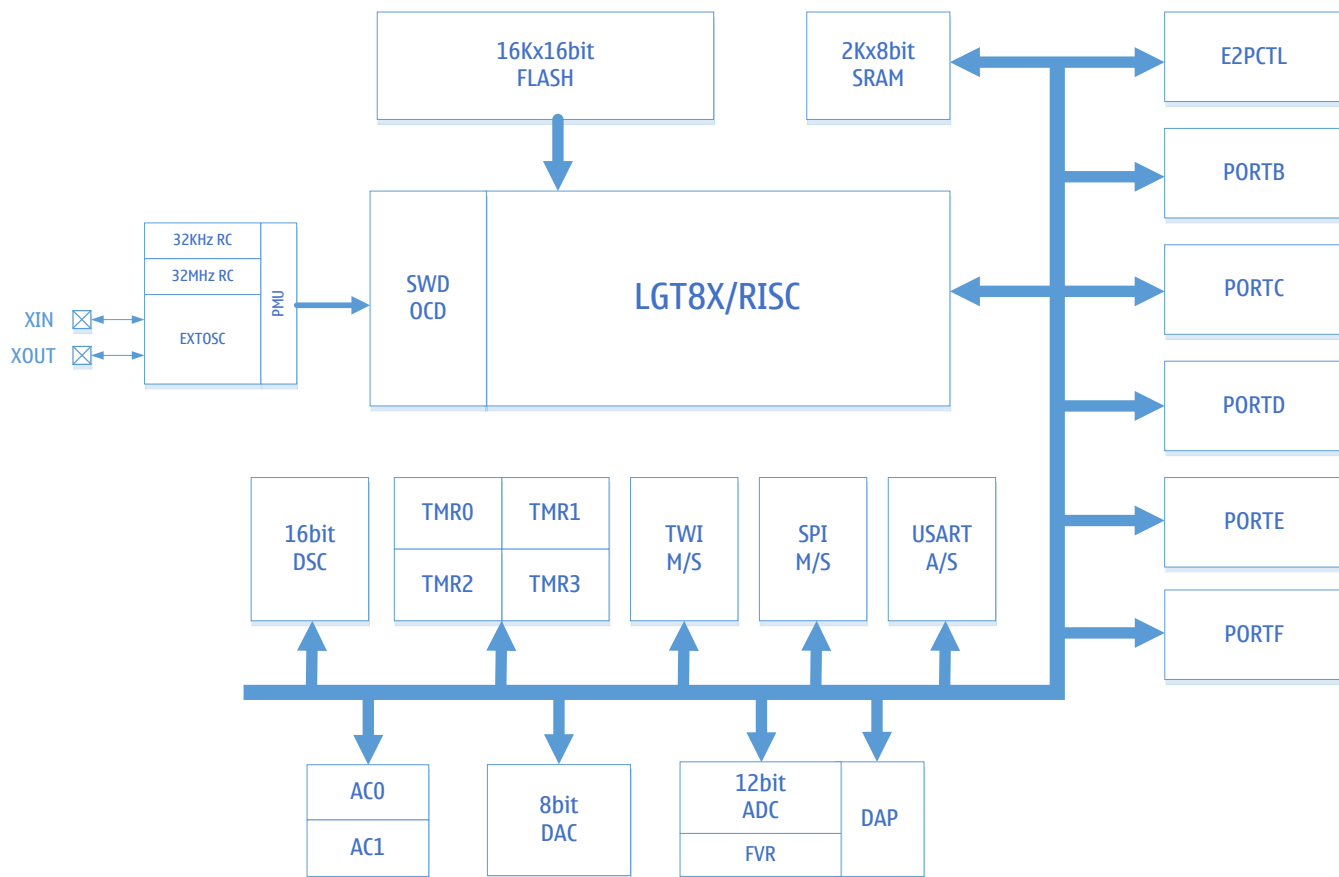 16Kx16bit
FLASH
2Kx8bit
SRAM
E2PCTL
PORTB
32KHz RC
32MHz RC
EXTOSC
PMU
XIN
XOUT
SWD
OCD
LGT8X/RISC
PORTC
PORTD
16bit
DSC
TMR0
TMR1
TMR2
TMR3
TWI
M/S
SPI
M/S
USART
A/S
PORTE
PORTF
AC0
AC1
8bit
DAC
12bit
ADC
FVR
DAP